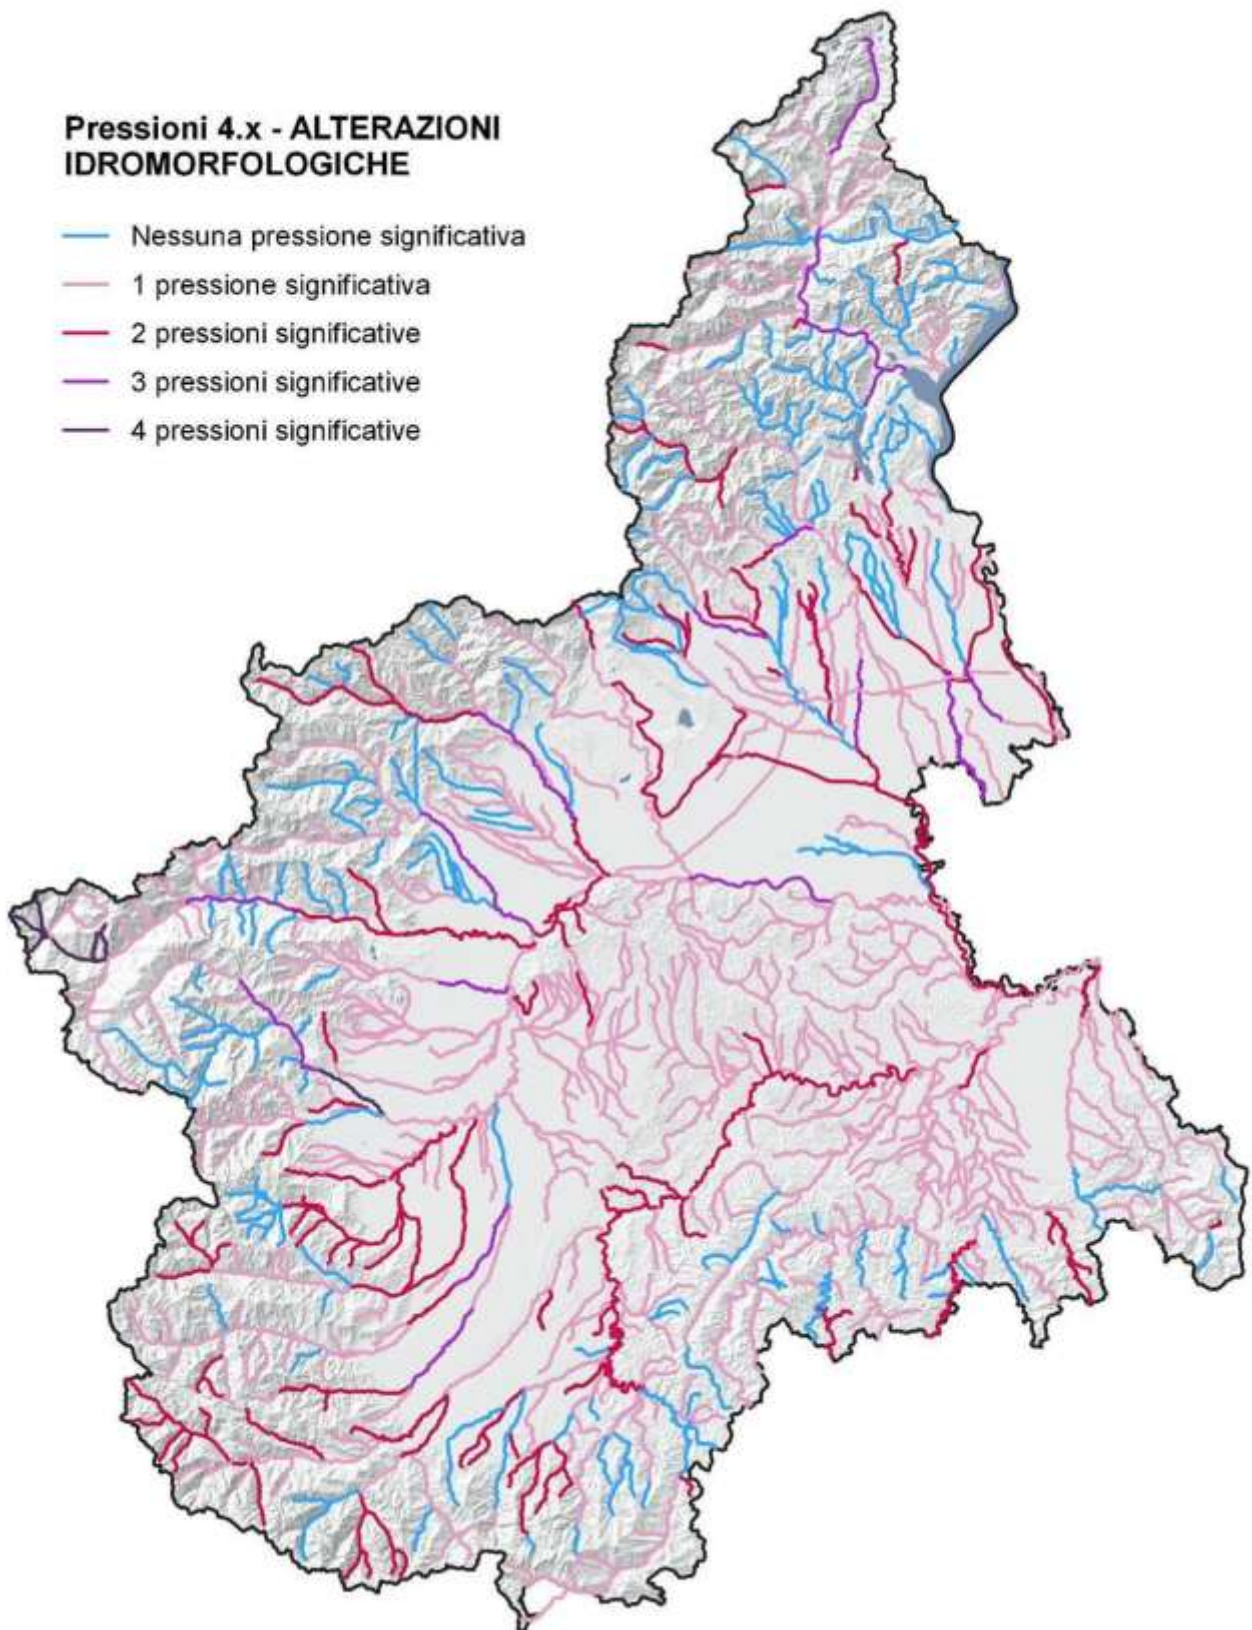 Pressioni 4.x - ALTERAZIONI
IDROMORFOLOGICHE
Nessuna pressione significativa
1 pressione significativa
2 pressioni significative
3 pressioni significative
4 pressioni significative